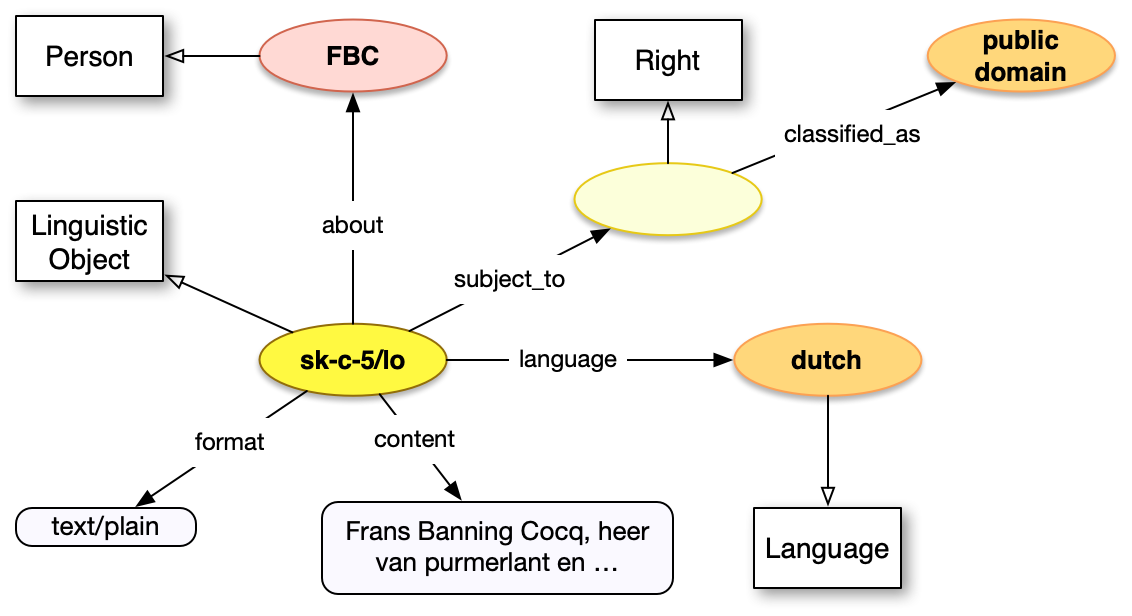 Person
FBC
Right
public
domain
classified_as
Linguistic
Object
about
subject_to
sk-c-5/lo
language
dutch
format
content
text/plain
Frans Banning Cocq, heer
van purmerlant en …
Language